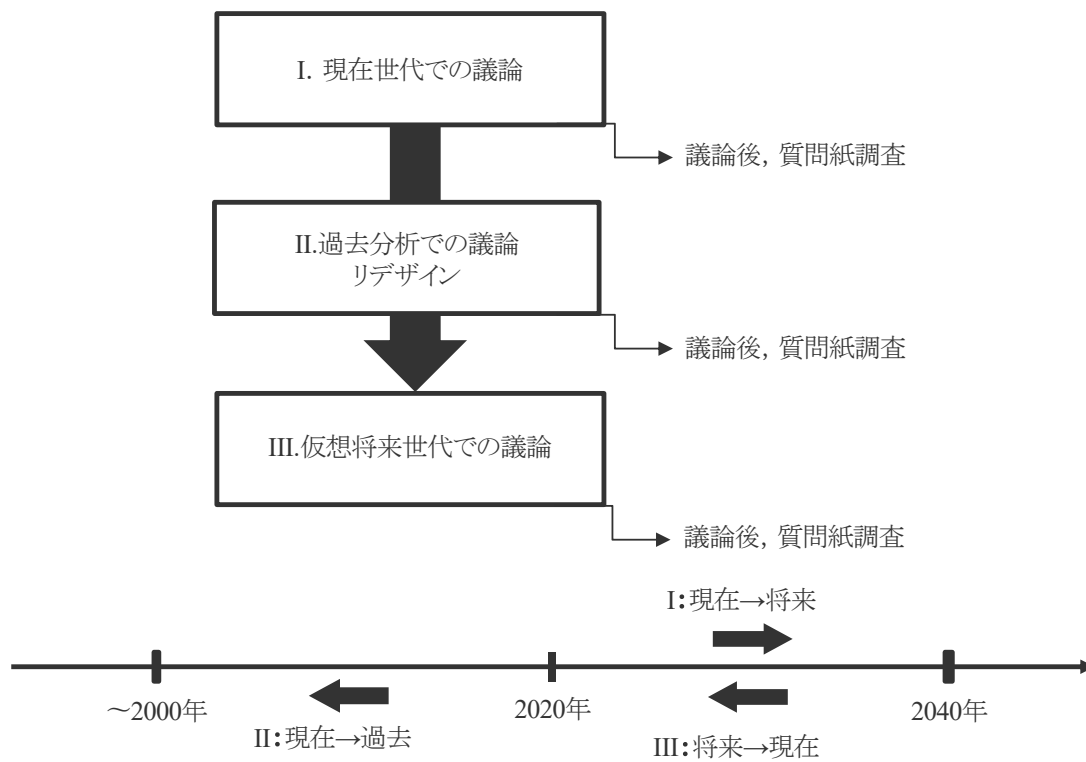 I. 現在世代での議論
議論後, 質問紙調査
II.過去分析での議論
リデザイン
議論後, 質問紙調査
III.仮想将来世代での議論
議論後, 質問紙調査
I:現在→将来
～2000年
2020年
2040年
II:現在→過去
III:将来→現在